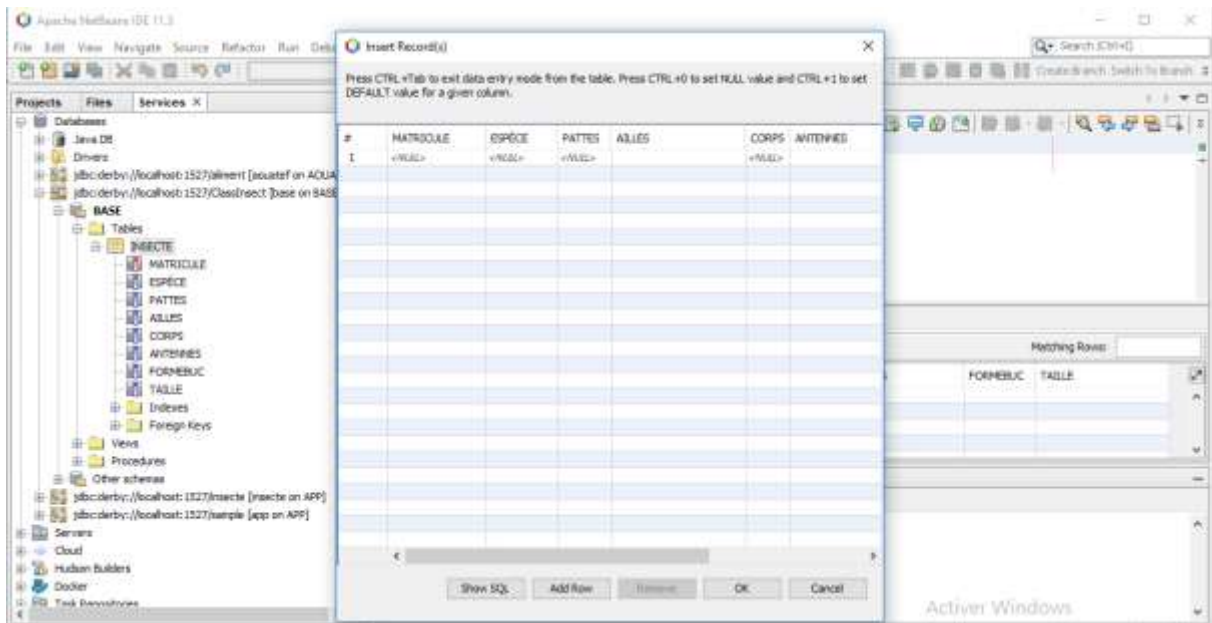 Apache NetBeans IDE 11.3
File Edit View Navigate Source Refactor Run
Search (Ctrl+I)
Projects Files Services
Databases
Java DB
Drivers
jdbc:derby://localhost:1527/aliment [aouatef on AOUA
jdbc:derby://localhost:1527/ClassInsect [base on BASE
BASE
Tables
INSECTE
MATRICULE
ESPÈCE
PATTES
AILLES
CORPS
ANTENNES
FORMEBUC
TAILLE
Indexes
Foreign Keys
Views
Procedures
Other schemas
jdbc:derby://localhost:1527/insecte [insecte on APP]
jdbc:derby://localhost:1527/sample [app on APP]
Servers
Cloud
Hudson Builders
Docker
Task Repositories
Insert Record(s)
Press CTRL+Tab to exit data entry mode from the table. Press CTRL+0 to set NULL value and CTRL+1 to set
DEFAULT value for a given column.
# MATRICULE ESPÈCE PATTES AILLES CORPS ANTENNES
1 <NULL> <NULL> <NULL> <NULL>
Show SQL Add Row Remove OK Cancel
Matching Rows:
FORMEBUC TAILLE
Activer Windows